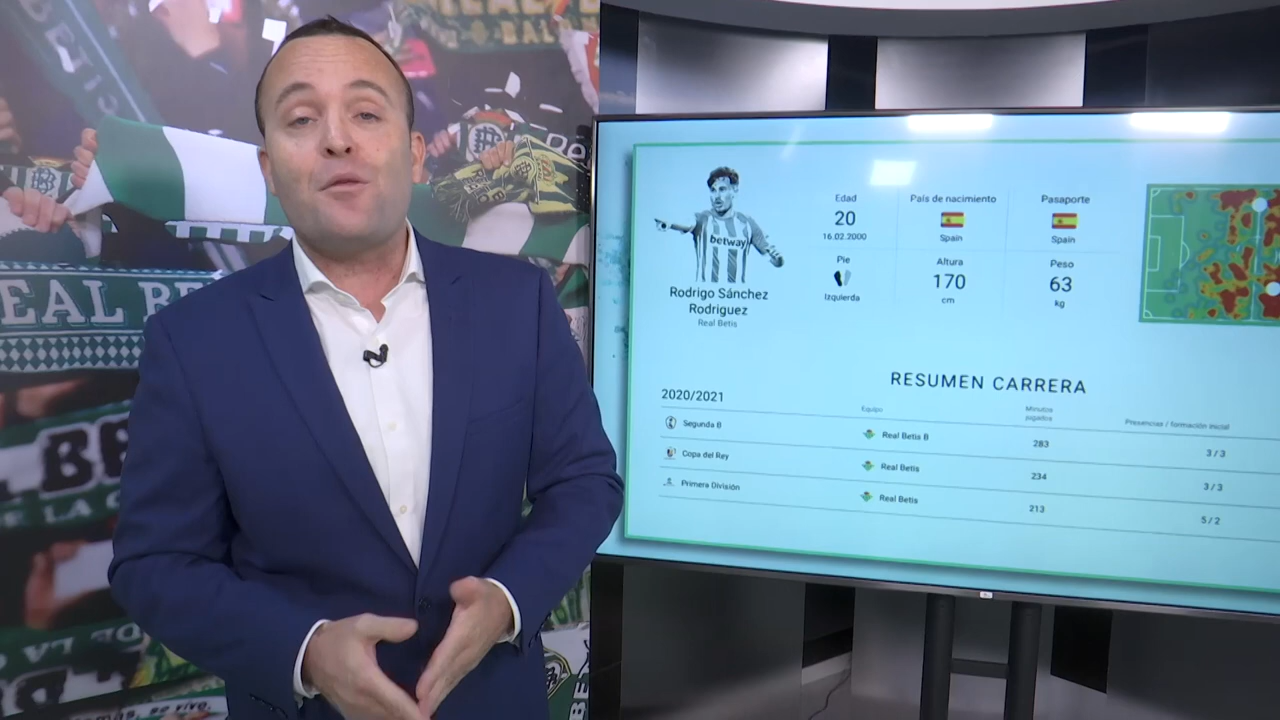 REAL BE
BE
betway
Rodrigo Sánchez
Rodriguez
Real Betis
Edad
20
16.02.2000
País de nacimiento
Spain
Pasaporte
Spain
Pie
Izquierda
Altura
170
cm
Peso
63
kg
RESUMEN CARRERA
2020/2021
Equipo
Minutos
jugados
Presencias / formación inicial
Segunda B
Real Betis B
283
3 / 3
Copa del Rey
Real Betis
234
3 / 3
Primera División
Real Betis
213
5 / 2